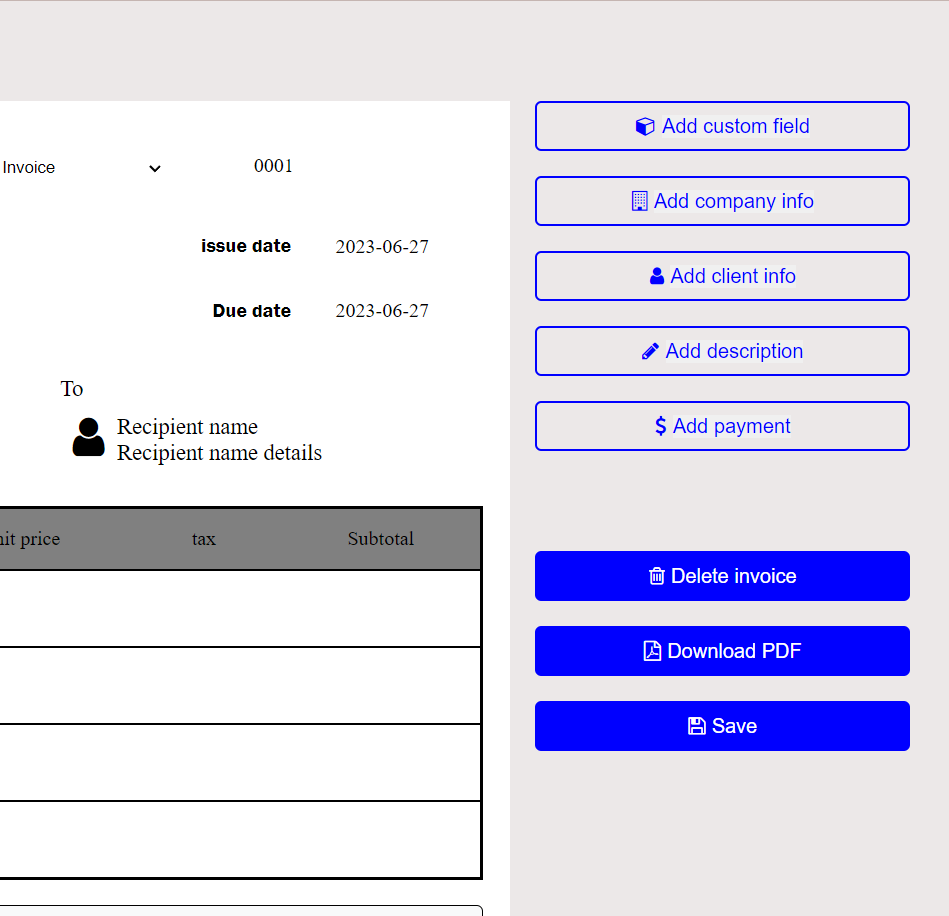 Invoice
0001
issue date 2023-06-27
Due date 2023-06-27
To
Recipient name
Recipient name details
price tax Subtotal
Add custom field
Add company info
Add client info
Add description
$ Add payment
Delete invoice
Download PDF
Save